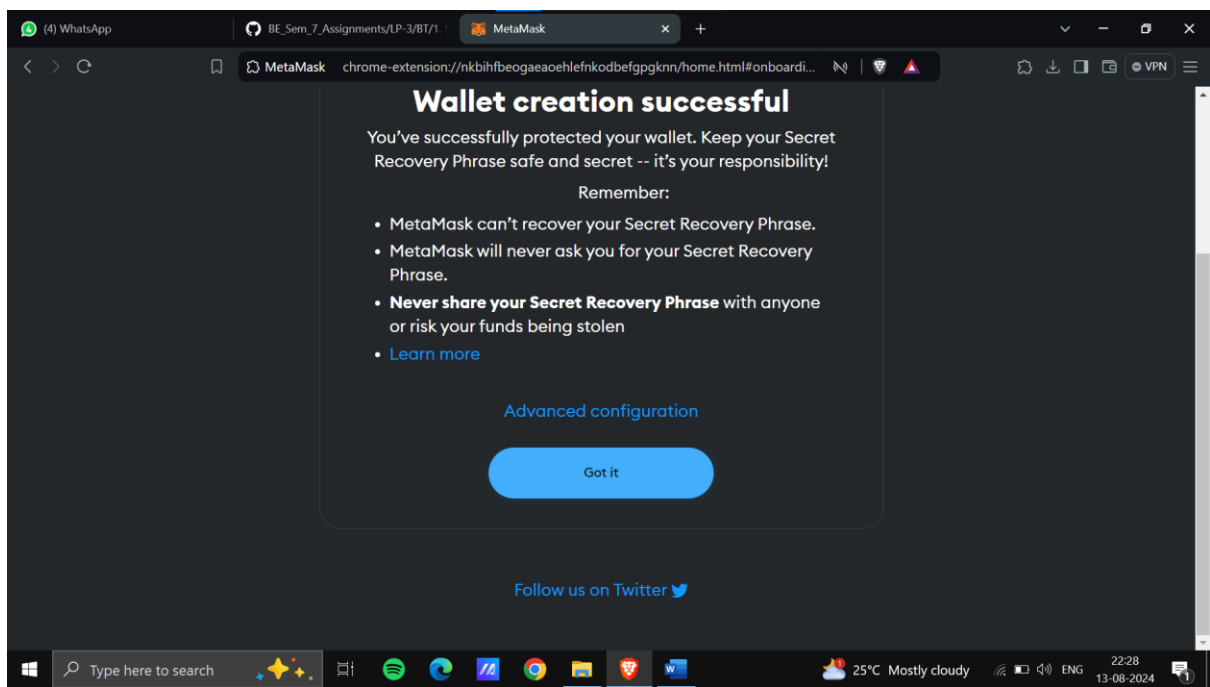 (4) WhatsApp
BE_Sem_7_Assignments/LP-3/BT/1.
MetaMask
MetaMask chrome-extension://nkbihfbeogaeaoehlefnkodbefgpgknn/home.html#onboardi...
VPN
Wallet creation successful
You've successfully protected your wallet. Keep your Secret
Recovery Phrase safe and secret -- it's your responsibility!
Remember:
• MetaMask can't recover your Secret Recovery Phrase.
• MetaMask will never ask you for your Secret Recovery
Phrase.
• Never share your Secret Recovery Phrase with anyone
or risk your funds being stolen
• Learn more
Advanced configuration
Got it
Follow us on Twitter
Type here to search
25°C Mostly cloudy
ENG
22:28
13-08-2024
1